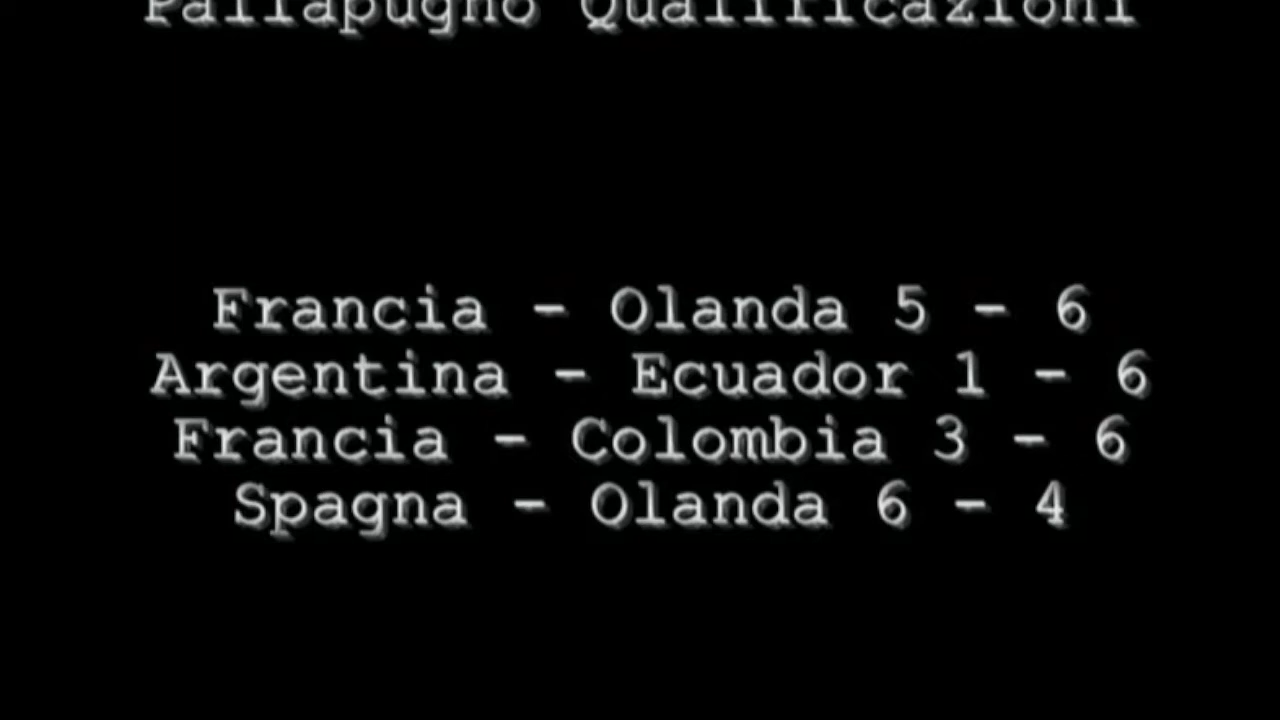 Pallapugno Qualificazioni
Francia - Olanda 5 - 6
Argentina - Ecuador 1 - 6
Francia - Colombia 3 - 6
Spagna - Olanda 6 - 4